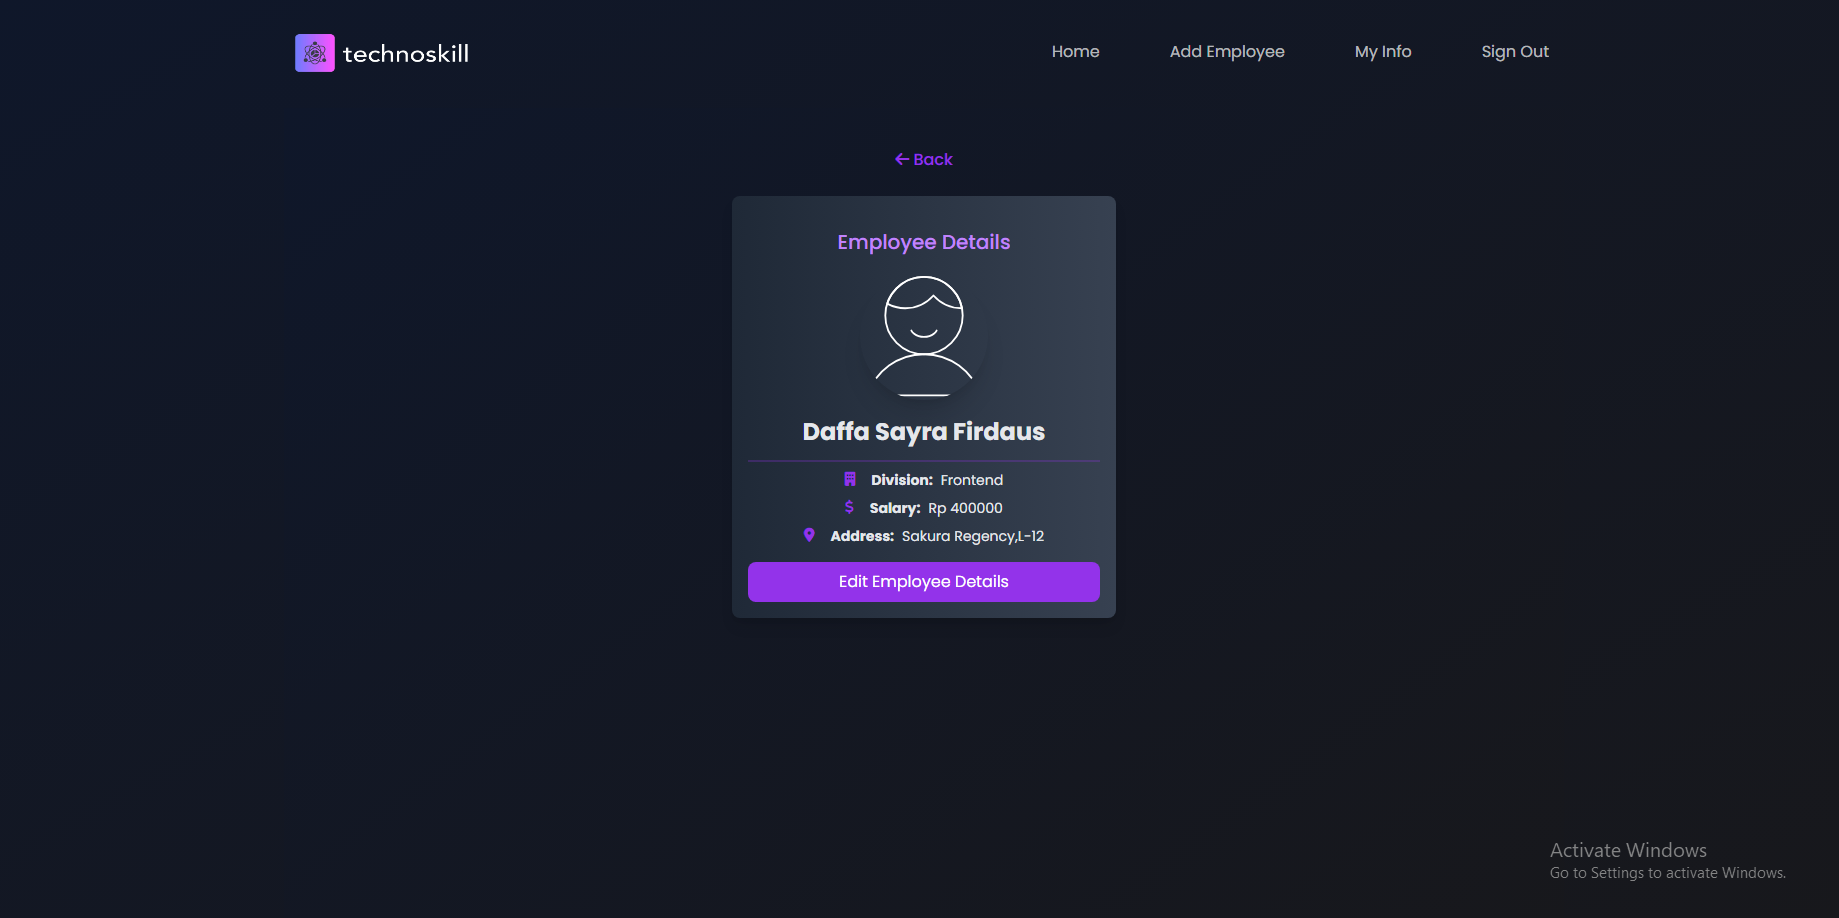 technoskill
Home
Add Employee
My Info
Sign Out
Back
Employee Details
Daffa Sayra Firdaus
Division: Frontend
Salary: Rp 400000
Address: Sakura Regency,L-12
Edit Employee Details
Activate Windows
Go to Settings to activate Windows.